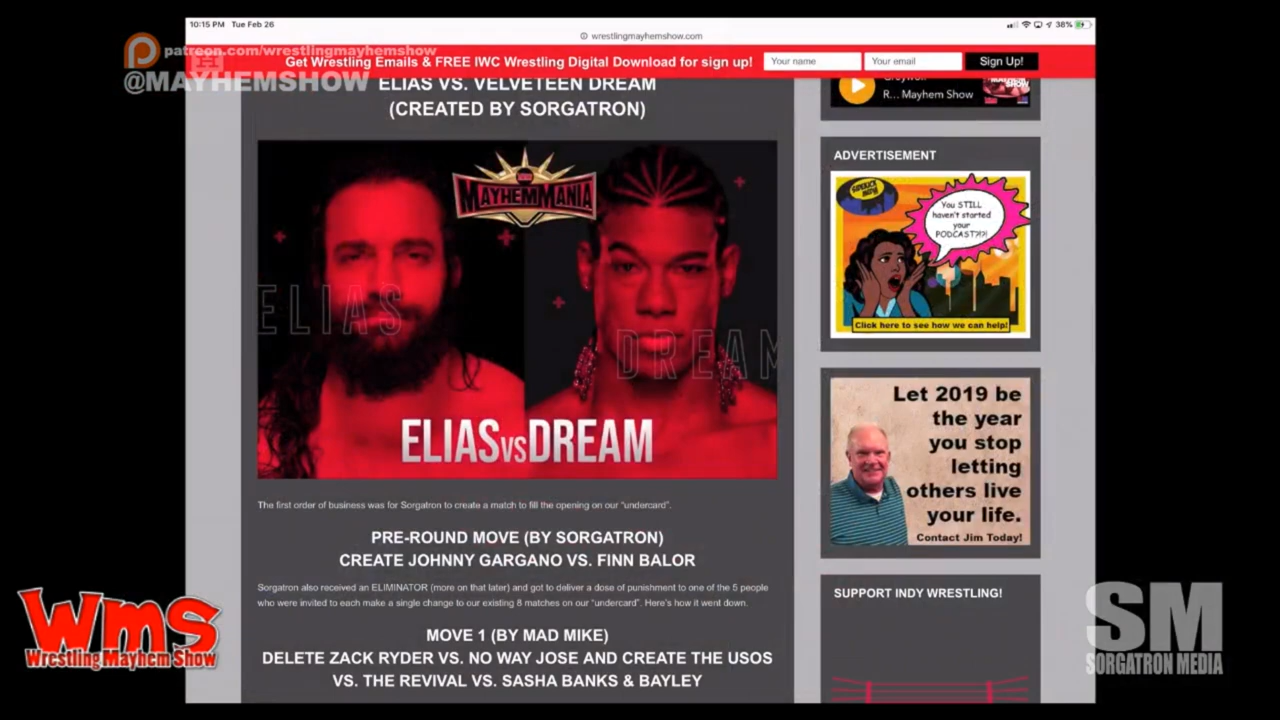 10:15 PM Tue Feb 26
38%
wrestlingmayhemshow.com
patreon.com/wrestlingmayhemshow
@MAYHEMSHOW
Get Wrestling Emails & FREE IWC Wrestling Digital Download for sign up!
Your name
Your email
Sign Up!
ELIAS VS. VELVETEEN DREAM
(CREATED BY SORGATRON)
MAYHEMMANIA
ELIAS
DREAM
ELIAS VS DREAM
The first order of business was for Sorgatron to create a match to fill the opening on our “undercard”.
PRE-ROUND MOVE (BY SORGATRON)
CREATE JOHNNY GARGANO VS. FINN BALOR
Sorgatron also received an ELIMINATOR (more on that later) and got to deliver a dose of punishment to one of the 5 people
who were invited to each make a single change to our existing 8 matches on our “undercard”. Here’s how it went down.
MOVE 1 (BY MAD MIKE)
DELETE ZACK RYDER VS. NO WAY JOSE AND CREATE THE USOS
VS. THE REVIVAL VS. SASHA BANKS & BAYLEY
R... Mayhem Show
ADVERTISEMENT
You STILL
haven't started
your
PODCAST?!?!
Click here to see how we can help!
Let 2019 be
the year
you stop
letting
others live
your life.
Contact Jim Today!
SUPPORT INDY WRESTLING!
wms
Wrestling Mayhem Show
SM
SORGATRON MEDIA